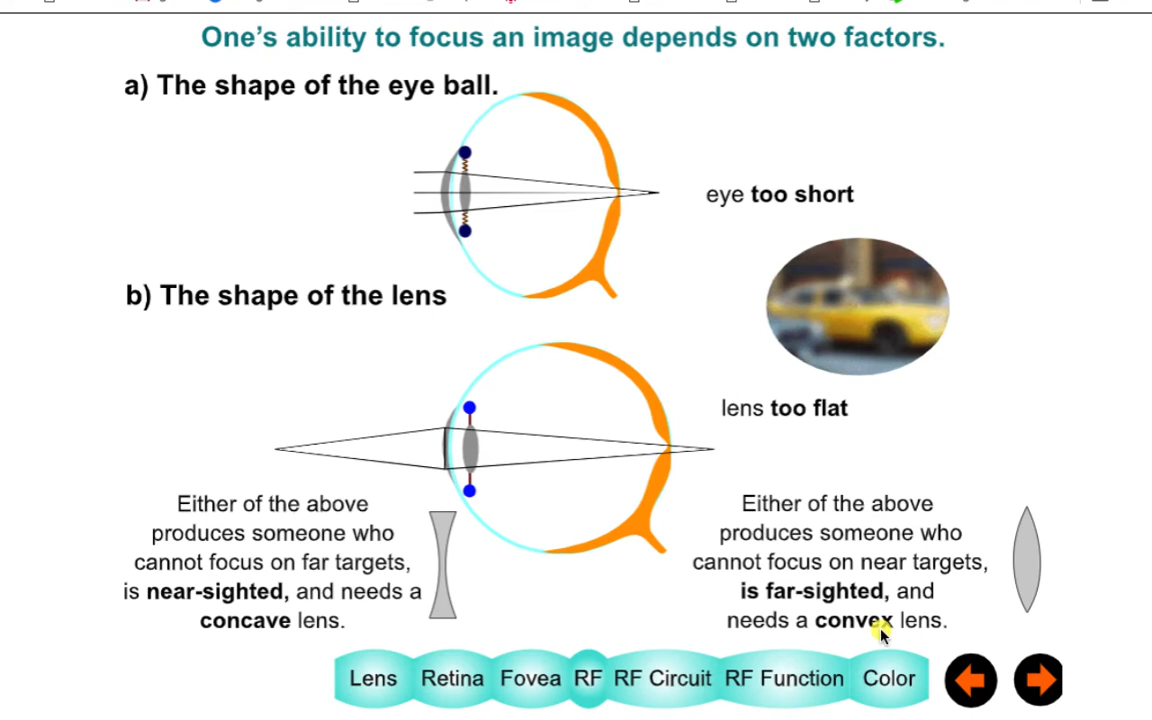 One's ability to focus an image depends on two factors.
a) The shape of the eye ball.
eye too short
b) The shape of the lens
lens too flat
Either of the above
produces someone who
cannot focus on far targets,
is near-sighted, and needs a
concave lens.
Either of the above
produces someone who
cannot focus on near targets,
is far-sighted, and
needs a convex lens.
Lens Retina Fovea RF RF Circuit RF Function Color